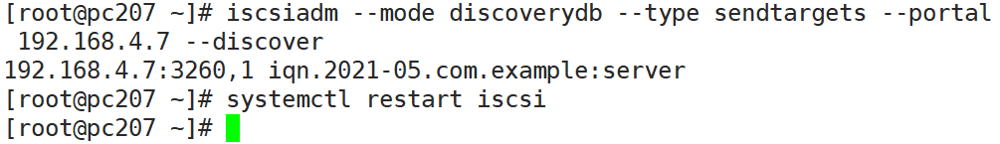 [root@pc207 ~]# iscsiadm --mode discoverydb --type sendtargets --portal
 192.168.4.7 --discover
192.168.4.7:3260,1 iqn.2021-05.com.example:server
[root@pc207 ~]# systemctl restart iscsi
[root@pc207 ~]#